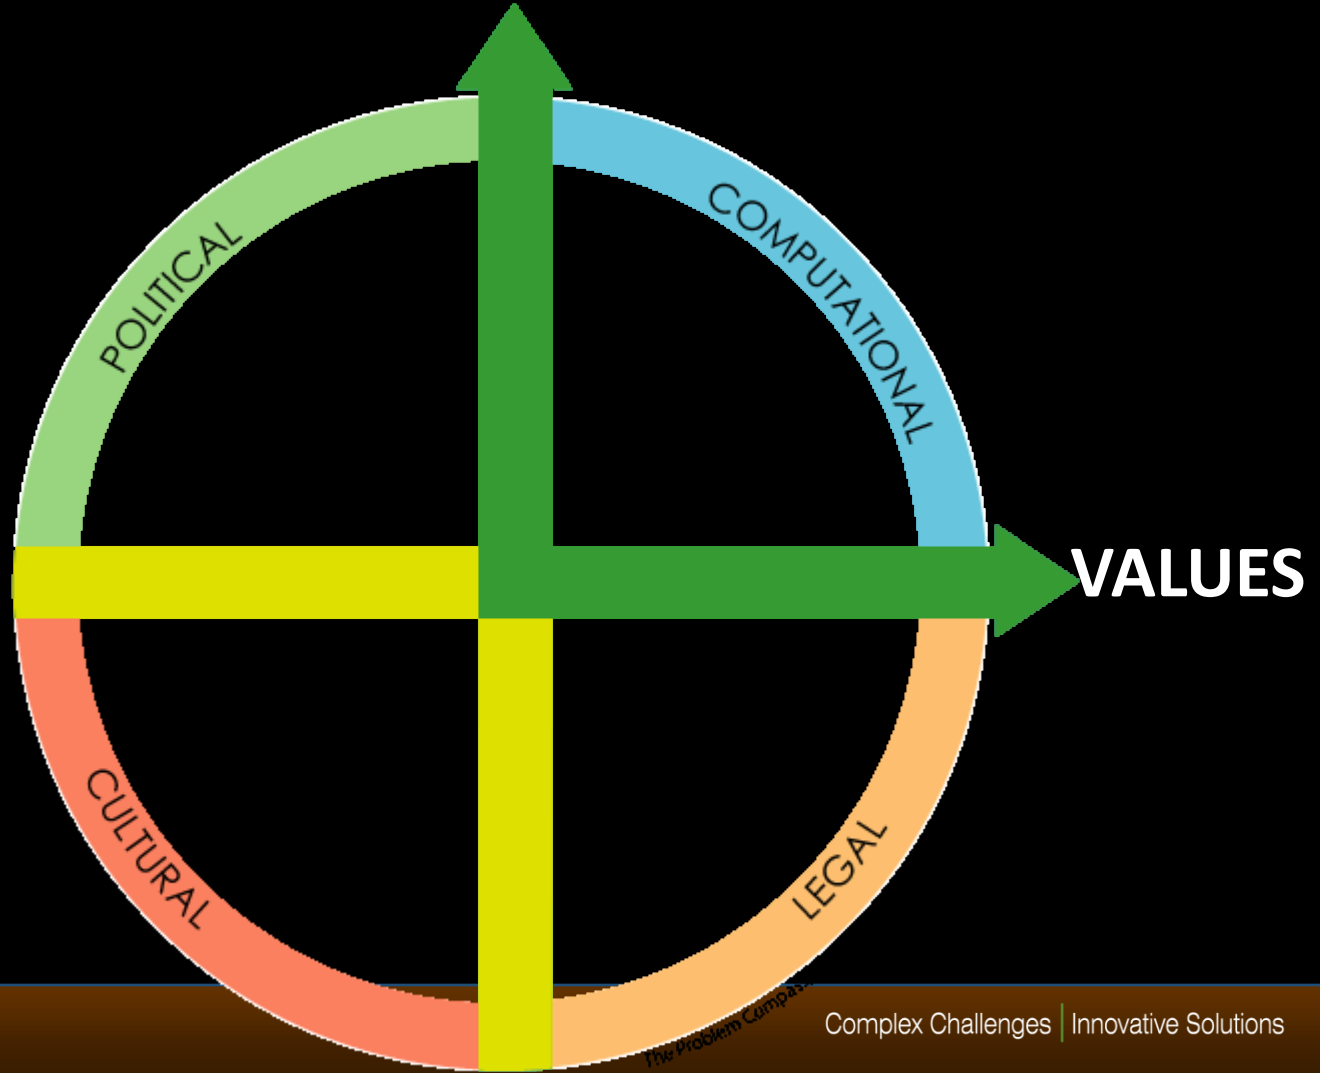 POLITICAL
COMPUTATIONAL
VALUES
CULTURAL
LEGAL
The Problem Compass
Complex Challenges | Innovative Solutions